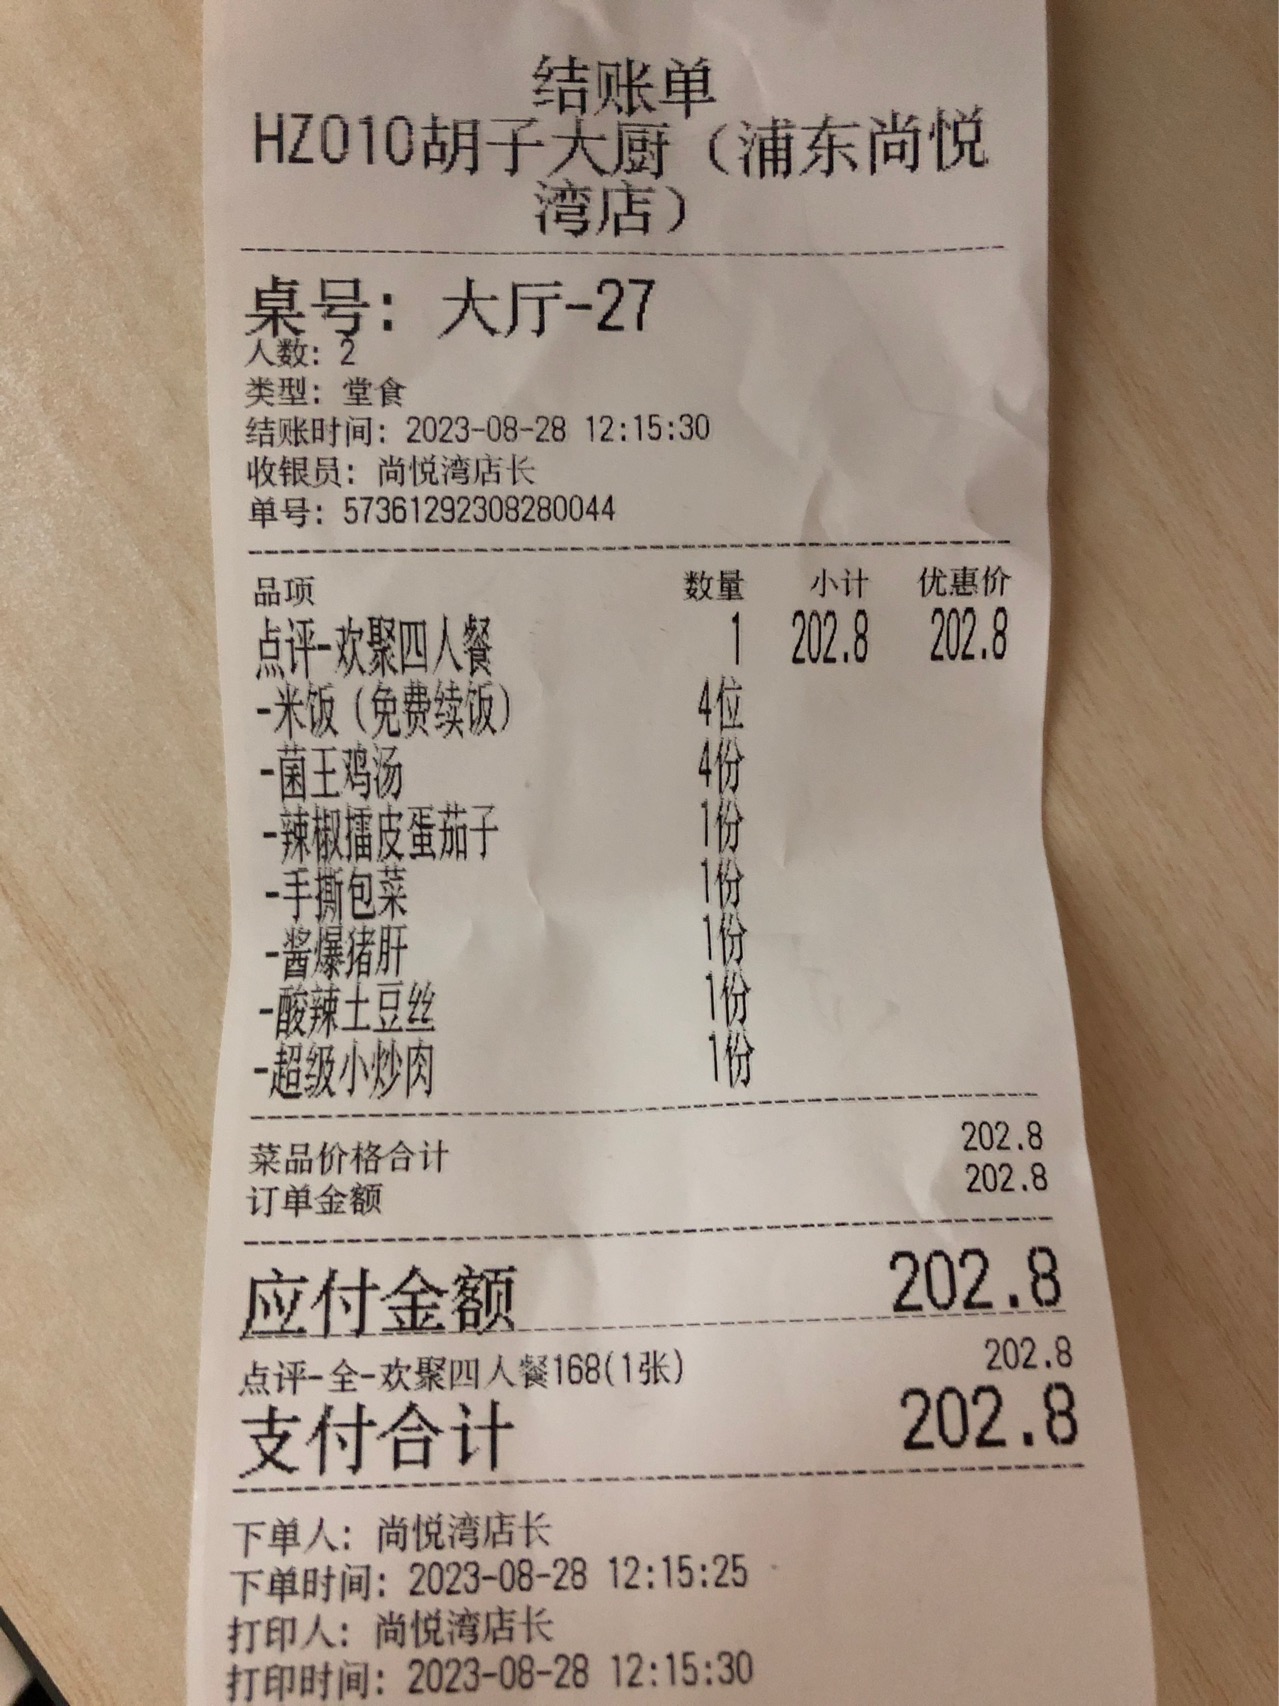 结账单
HZ010胡子大厨（浦东尚悦
湾店）
桌号: 大厅-27
人数: 2
类型: 堂食
结账时间: 2023-08-28 12:15:30
收银员: 尚悦湾店长
单号: 573612922308280044
品项 数量 小计 优惠价
点评-欢聚四人餐 1 202.8 202.8
-米饭（免费续饭） 4位
-菌王鸡汤 4份
-辣椒擂皮蛋茄子 1份
-手撕包菜 1份
-酱爆猪肝 1份
-酸辣土豆丝 1份
-超级小炒肉 1份
菜品价格合计 202.8
订单金额 202.8
应付金额 202.8
点评-全-欢聚四人餐168(1张) 202.8
支付合计 202.8
下单人: 尚悦湾店长
下单时间: 2023-08-28 12:15:25
打印人: 尚悦湾店长
打印时间: 2023-08-28 12:15:30